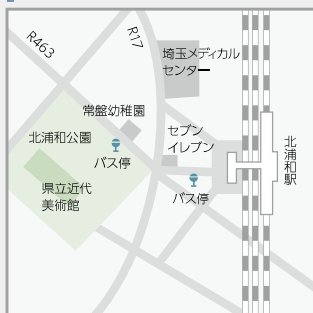 R463
R17
埼玉メディカル
センター
常盤幼稚園
北浦和公園
セブン
イレブン
バス停
県立近代
美術館
バス停
北浦和駅